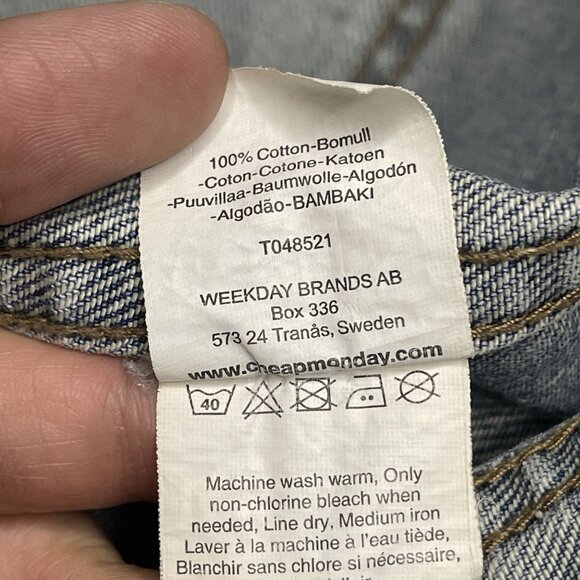 100% Cotton-Bomull
-Coton-Cotone-Katoen
-Puuvillaa-Baumwolle-Algodón
-Algodão-BAMBAKI
T048521
WEEKDAY BRANDS AB
Box 336
573 24 Tranås, Sweden
www.cheapmonday.com
40
Machine wash warm, Only
non-chlorine bleach when
needed, Line dry, Medium iron
Laver à la machine à l'eau tiède,
Blanchir sans chlore si nécessaire,